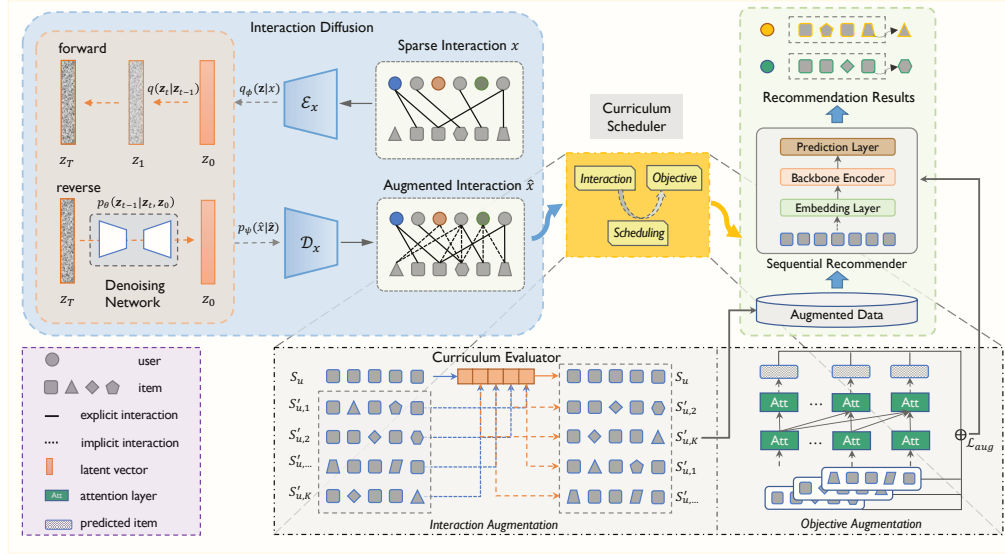 Interaction Diffusion
forward
Sparse Interaction x
q(z_t|z_{t-1})
q_ϕ(z|x)
ℰ_x
z_T
z_1
z_0
reverse
p_θ(z_{t-1}|z_t, z_0)
Augmented Interaction x̂
p_ψ(x̂|ẑ)
𝒟_x
Denoising
Network
z_T
z_0
Curriculum
Scheduler
Interaction
Objective
Scheduling
Recommendation Results
Prediction Layer
Backbone Encoder
Embedding Layer
Sequential Recommender
Augmented Data
user
item
explicit interaction
implicit interaction
latent vector
Att
attention layer
predicted item
Curriculum Evaluator
S_u
S'_{u,1}
S'_{u,2}
S'_{u,...}
S'_{u,K}
S_u
S'_{u,2}
S'_{u,K}
S'_{u,1}
S'_{u,...}
Interaction Augmentation
Att ... Att Att
Att ... Att Att
⊕
ℒ_aug
Objective Augmentation